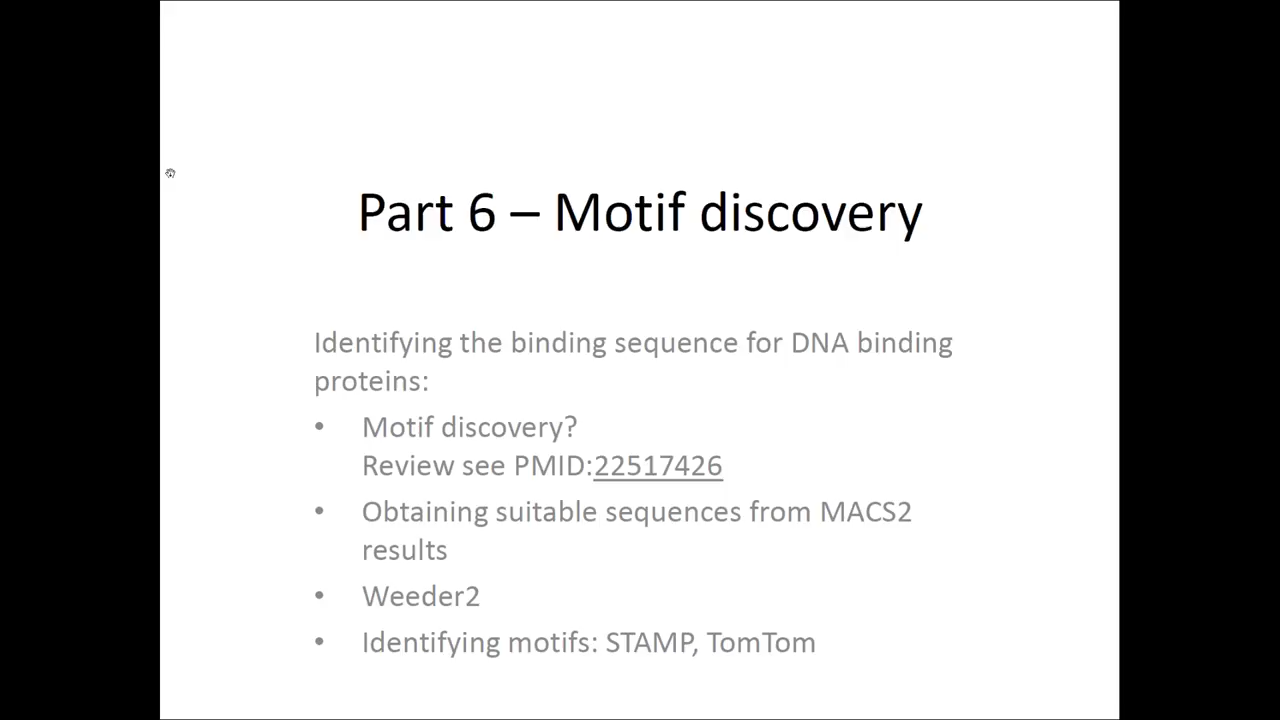 Part 6 – Motif discovery
Identifying the binding sequence for DNA binding
proteins:
• Motif discovery?
Review see PMID:22517426
• Obtaining suitable sequences from MACS2
results
• Weeder2
• Identifying motifs: STAMP, TomTom